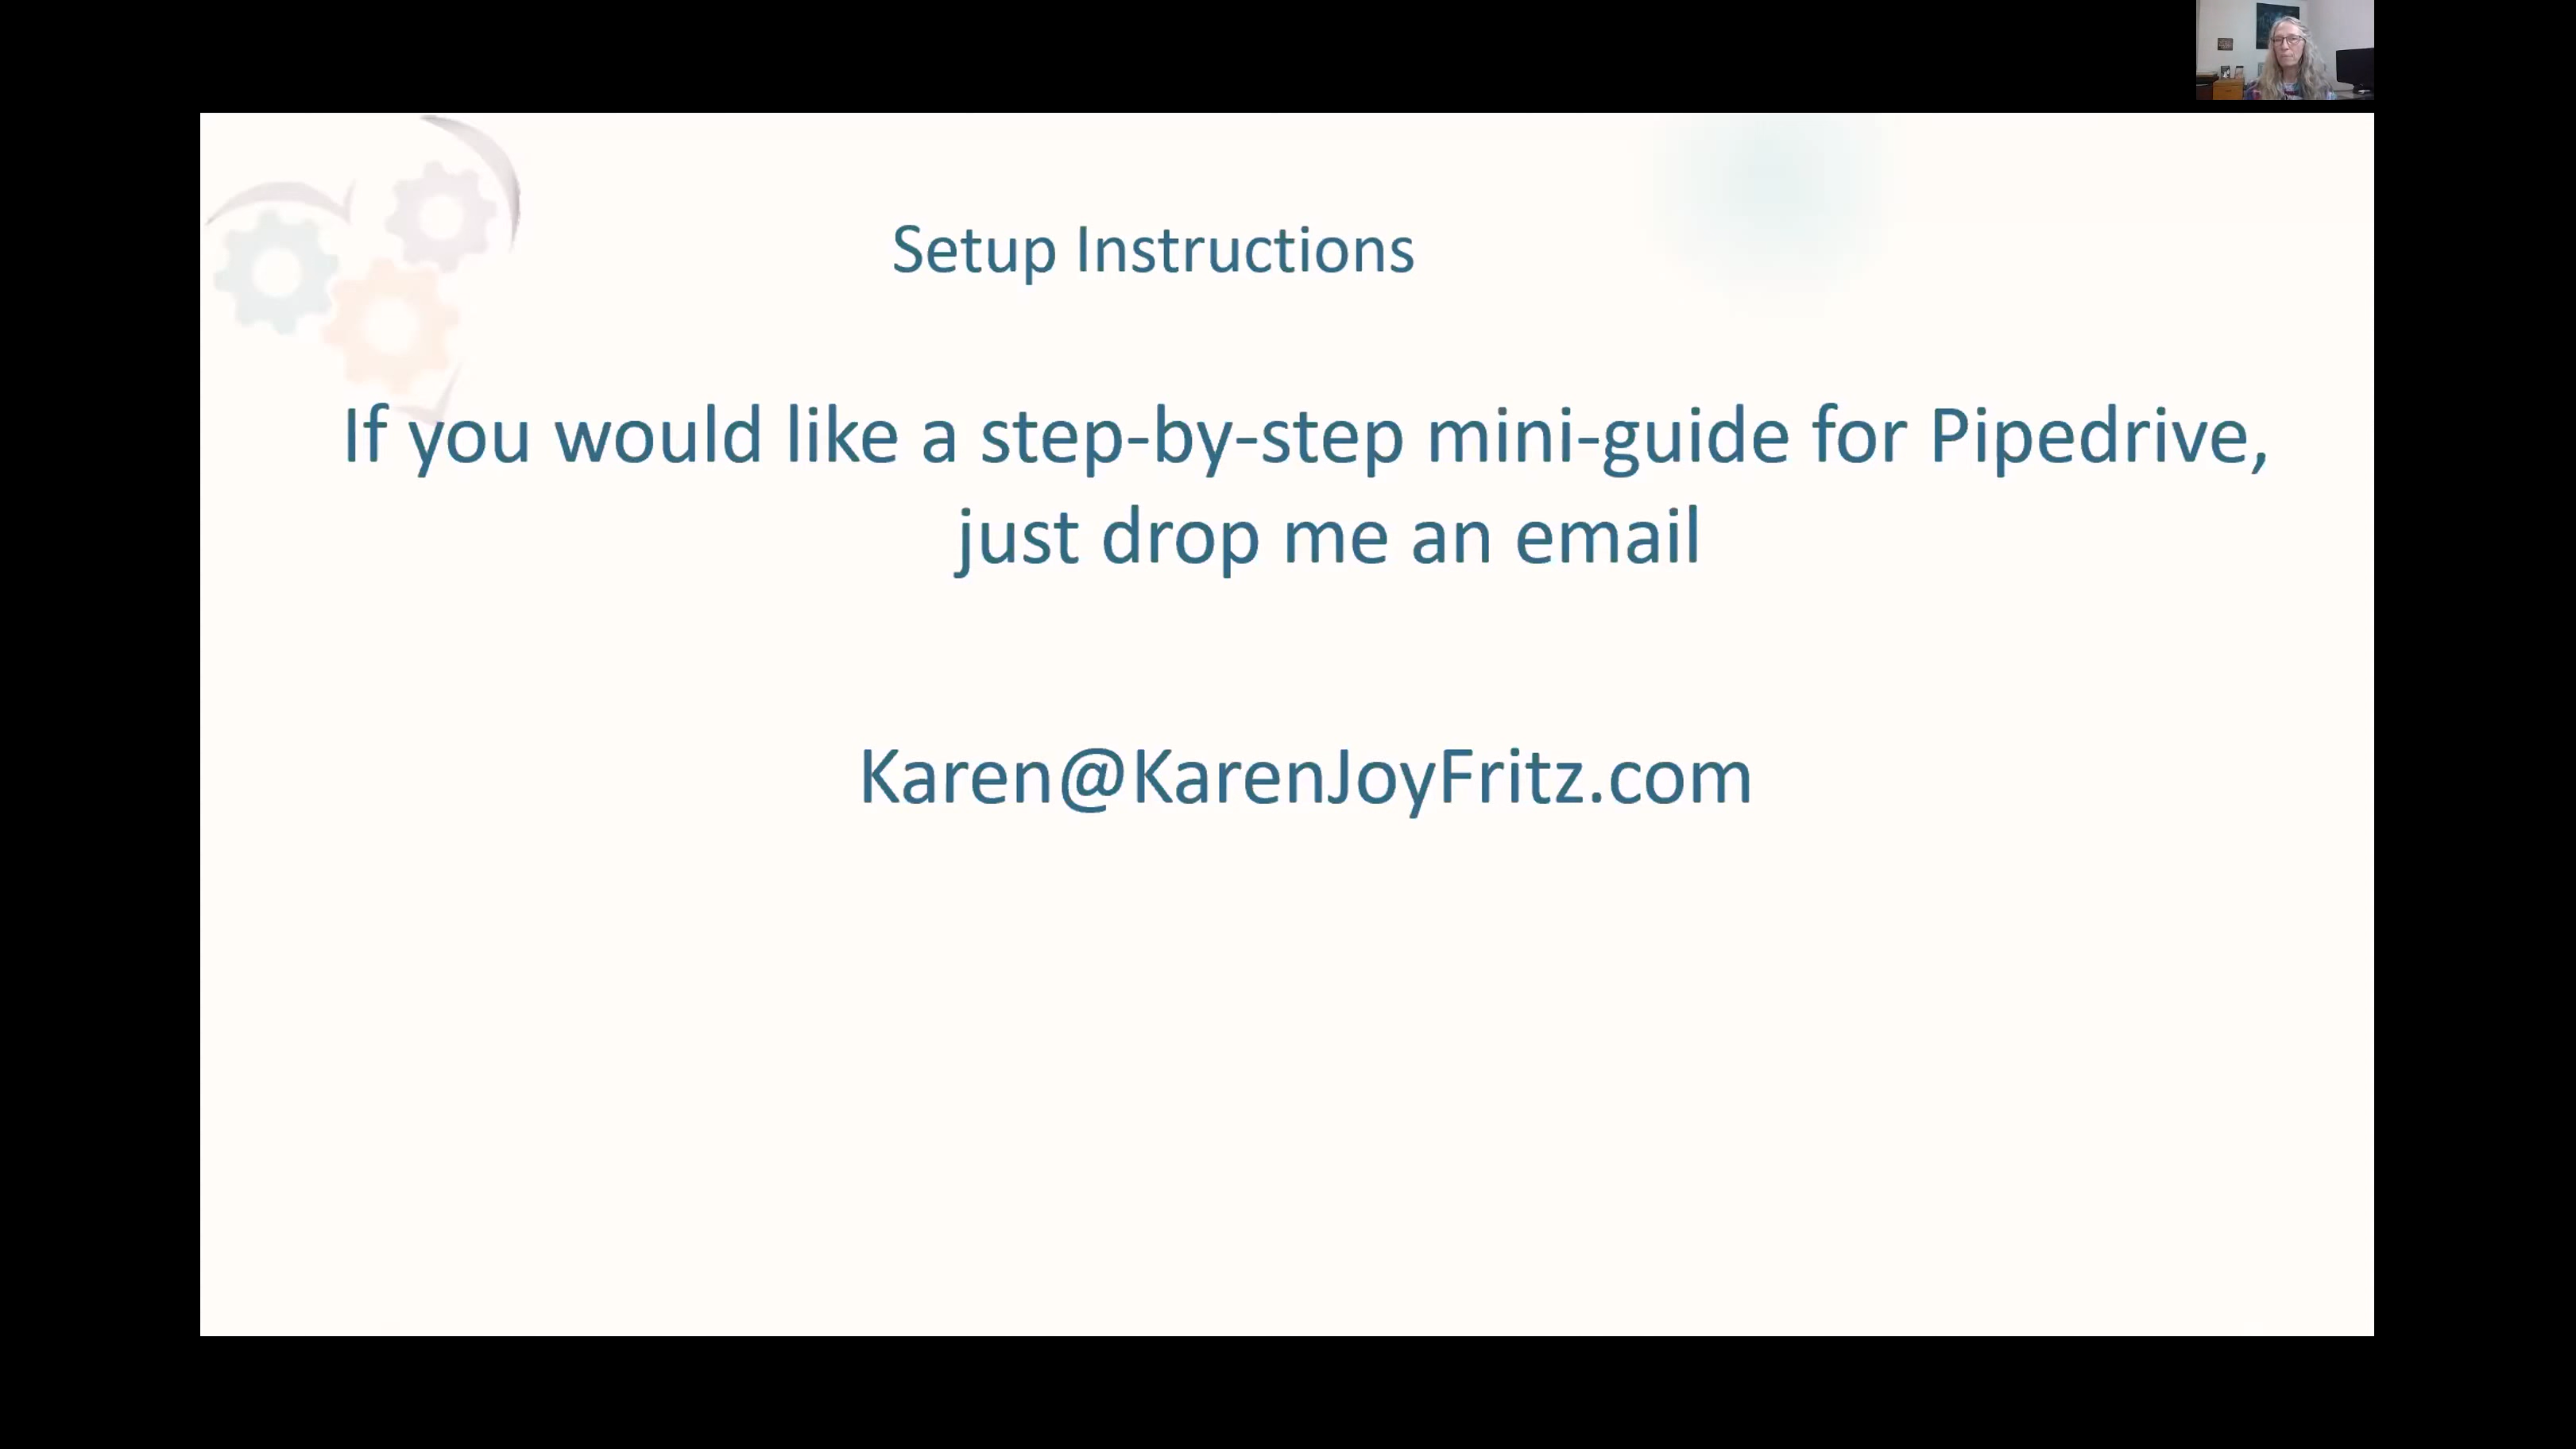 Setup Instructions
If you would like a step-by-step mini-guide for Pipedrive,
just drop me an email
Karen@KarenJoyFritz.com